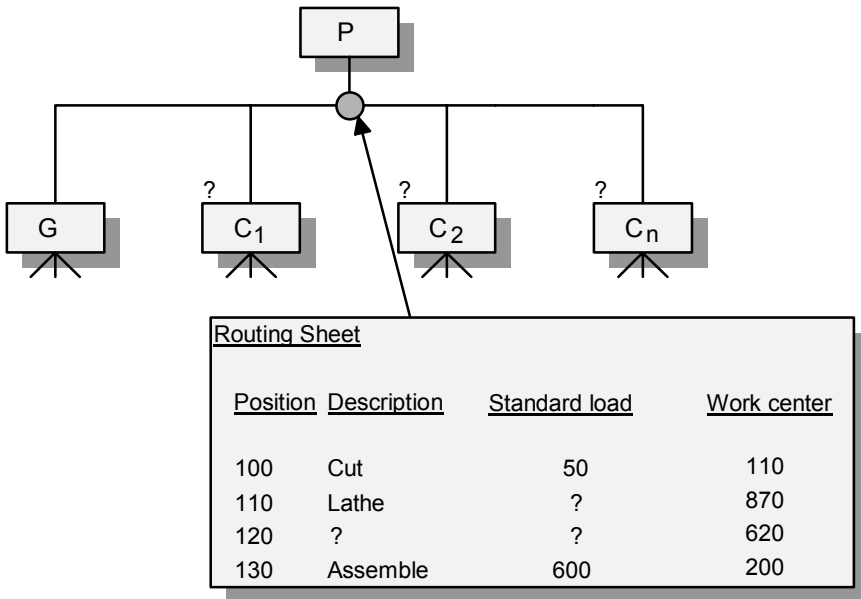 P
? ? ?
G C1 C2 Cn
Routing Sheet
Position Description Standard load Work center
100 Cut 50 110
110 Lathe ? 870
120 ? ? 620
130 Assemble 600 200